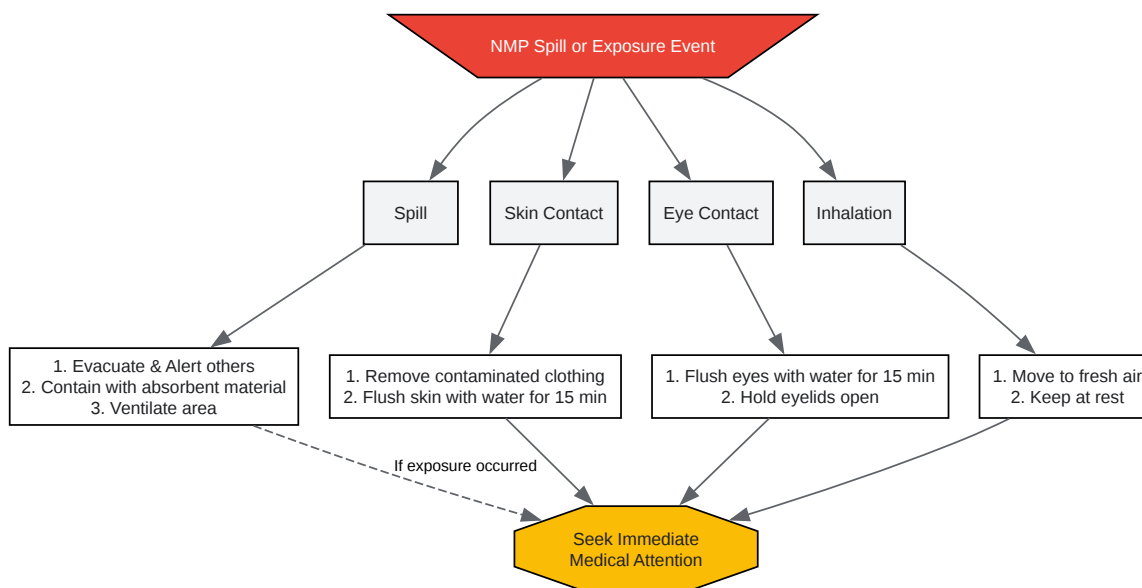 NMP Spill or Exposure Event
Spill
Skin Contact
Eye Contact
Inhalation
1. Evacuate & Alert others
2. Contain with absorbent material
3. Ventilate area
1. Remove contaminated clothing
2. Flush skin with water for 15 min
1. Flush eyes with water for 15 min
2. Hold eyelids open
1. Move to fresh air
2. Keep at rest
If exposure occurred
Seek Immediate
Medical Attention